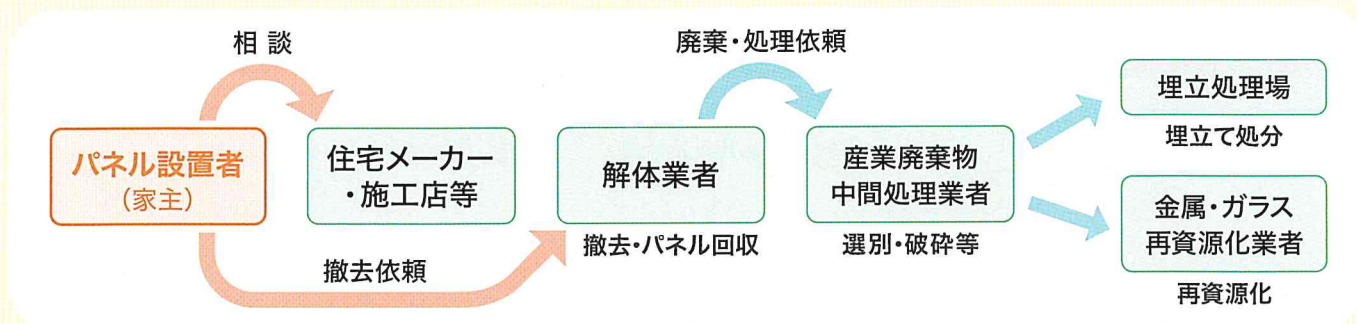 相談
廃棄・処理依頼
パネル設置者
(家主)
住宅メーカー
・施工店等
撤去依頼
解体業者
撤去・パネル回収
産業廃棄物
中間処理業者
選別・破砕等
埋立処理場
埋立て処分
金属・ガラス
再資源化業者
再資源化